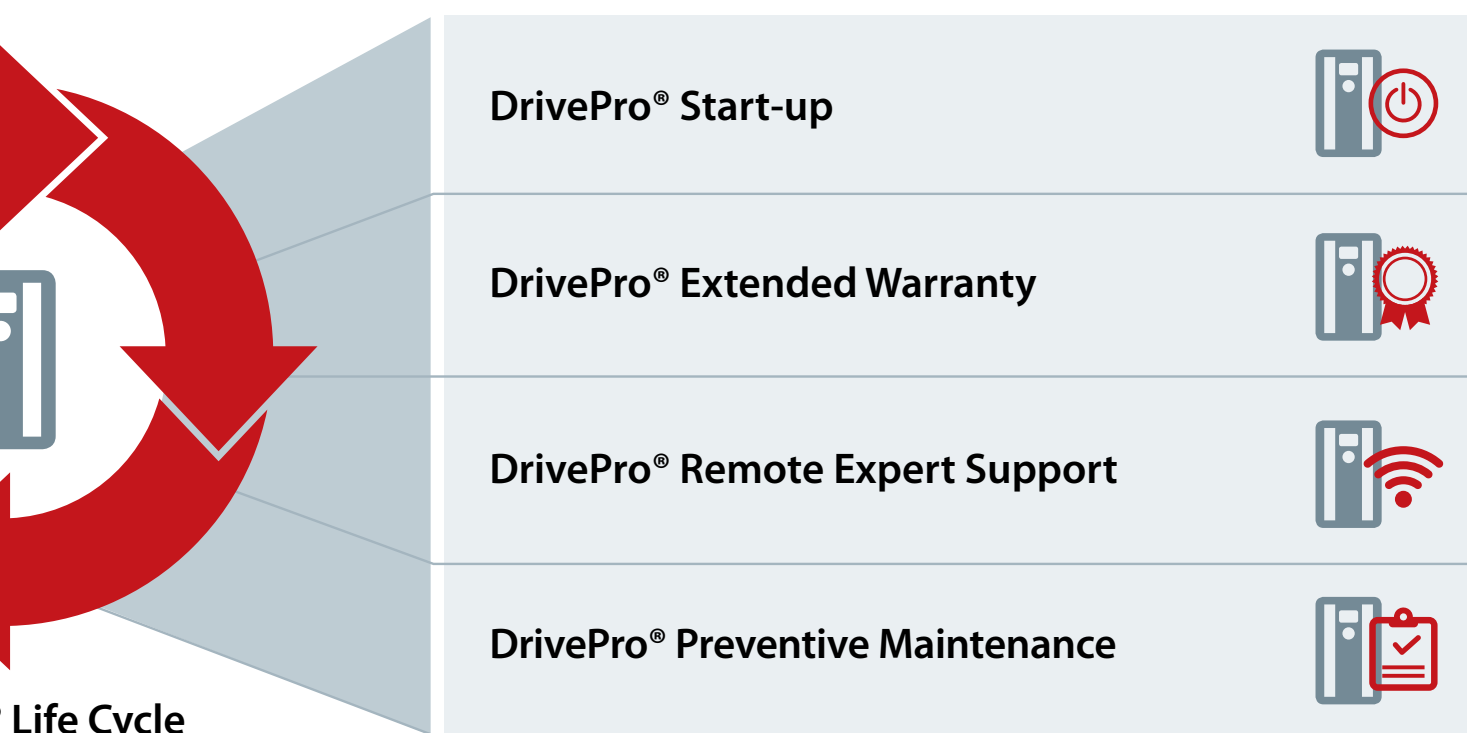 DrivePro® Start-up
DrivePro® Extended Warranty
DrivePro® Remote Expert Support
DrivePro® Preventive Maintenance
® Life Cycle